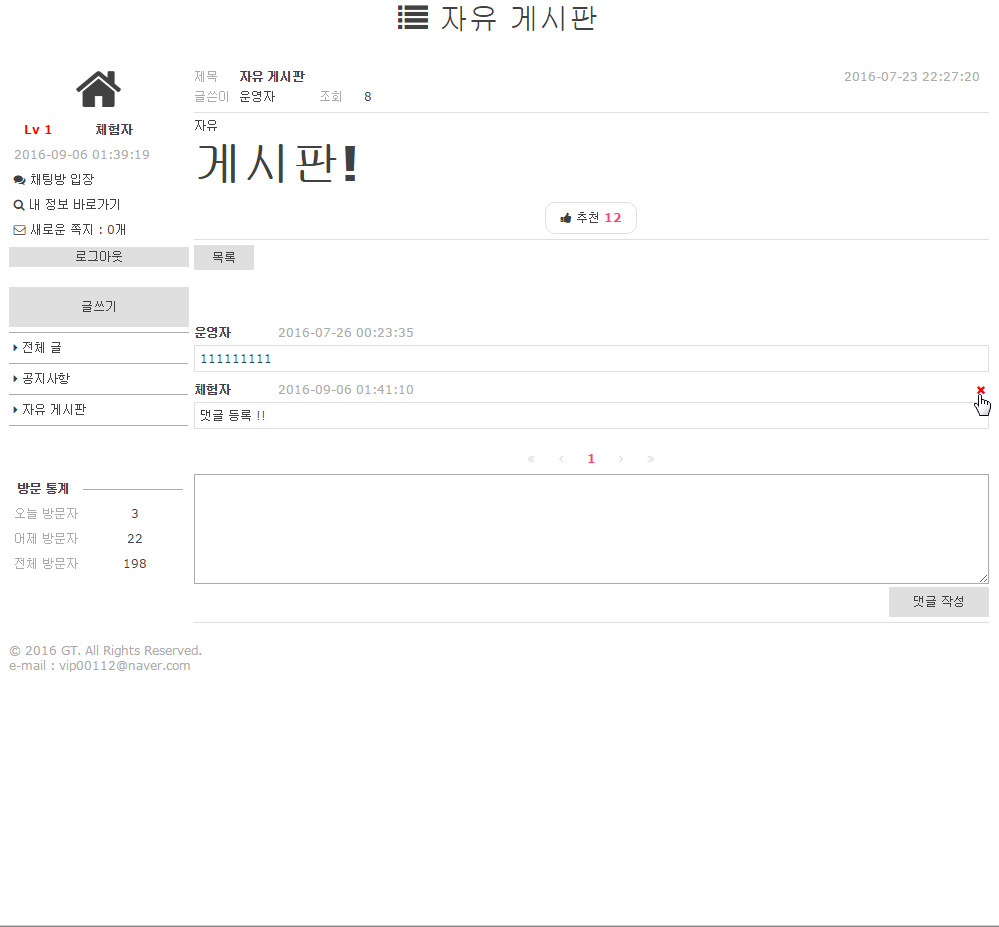 자유 게시판
Lv 1 체험자
2016-09-06 01:39:19
채팅방 입장
내 정보 바로가기
새로운 쪽지 : 0개
로그아웃
글쓰기
전체 글
공지사항
자유 게시판
방문 통계
오늘 방문자 3
어제 방문자 22
전체 방문자 198
제목 자유 게시판 2016-07-23 22:27:20
글쓴이 운영자 조회 8
자유
게시판!
추천 12
목록
운영자 2016-07-26 00:23:35
111111111
체험자 2016-09-06 01:41:10
댓글 등록 !!
« ‹ 1 › »
댓글 작성
© 2016 GT. All Rights Reserved.
e-mail : vip00112@naver.com